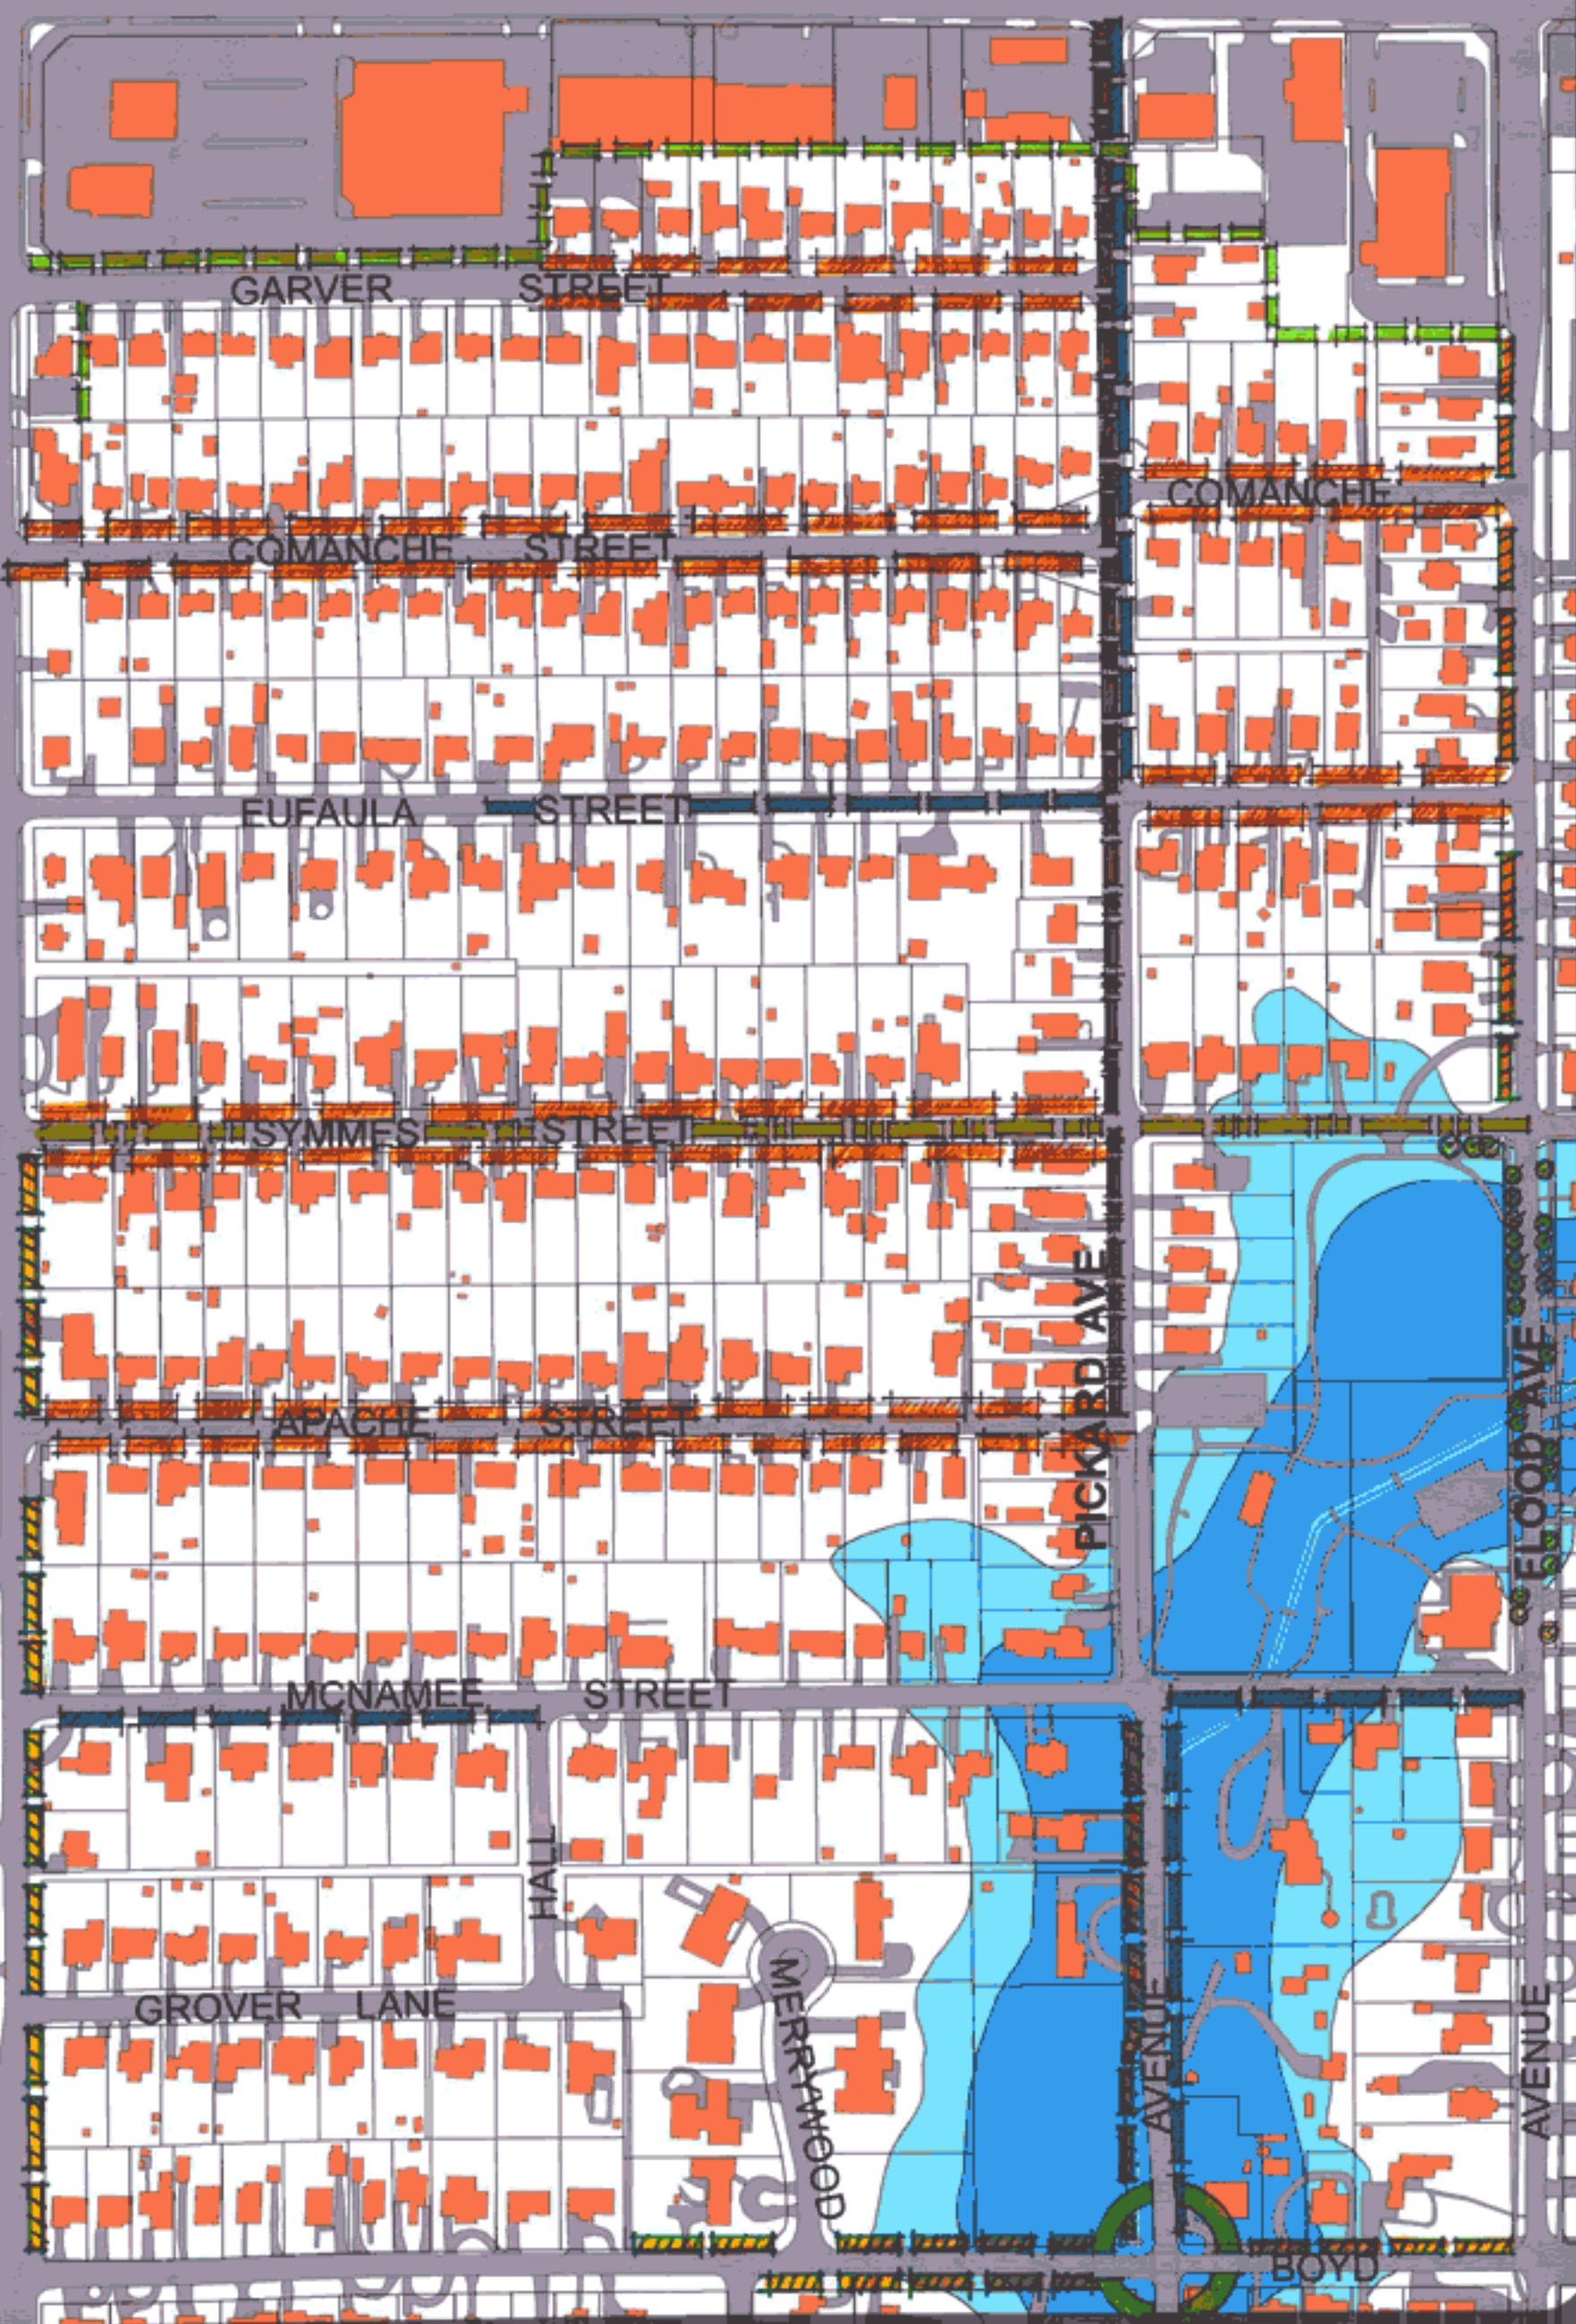 GARVER STREET
COMANCHE
COMANCHE STREET
EUFAULA STREET
SYMMES STREET
PICKARD AVE
FLOOD AVE
APACHE STREET
MCNAMEE STREET
HALL
GROVER LANE
MERRYWOOD
AVENUE
AVENUE
BOYD